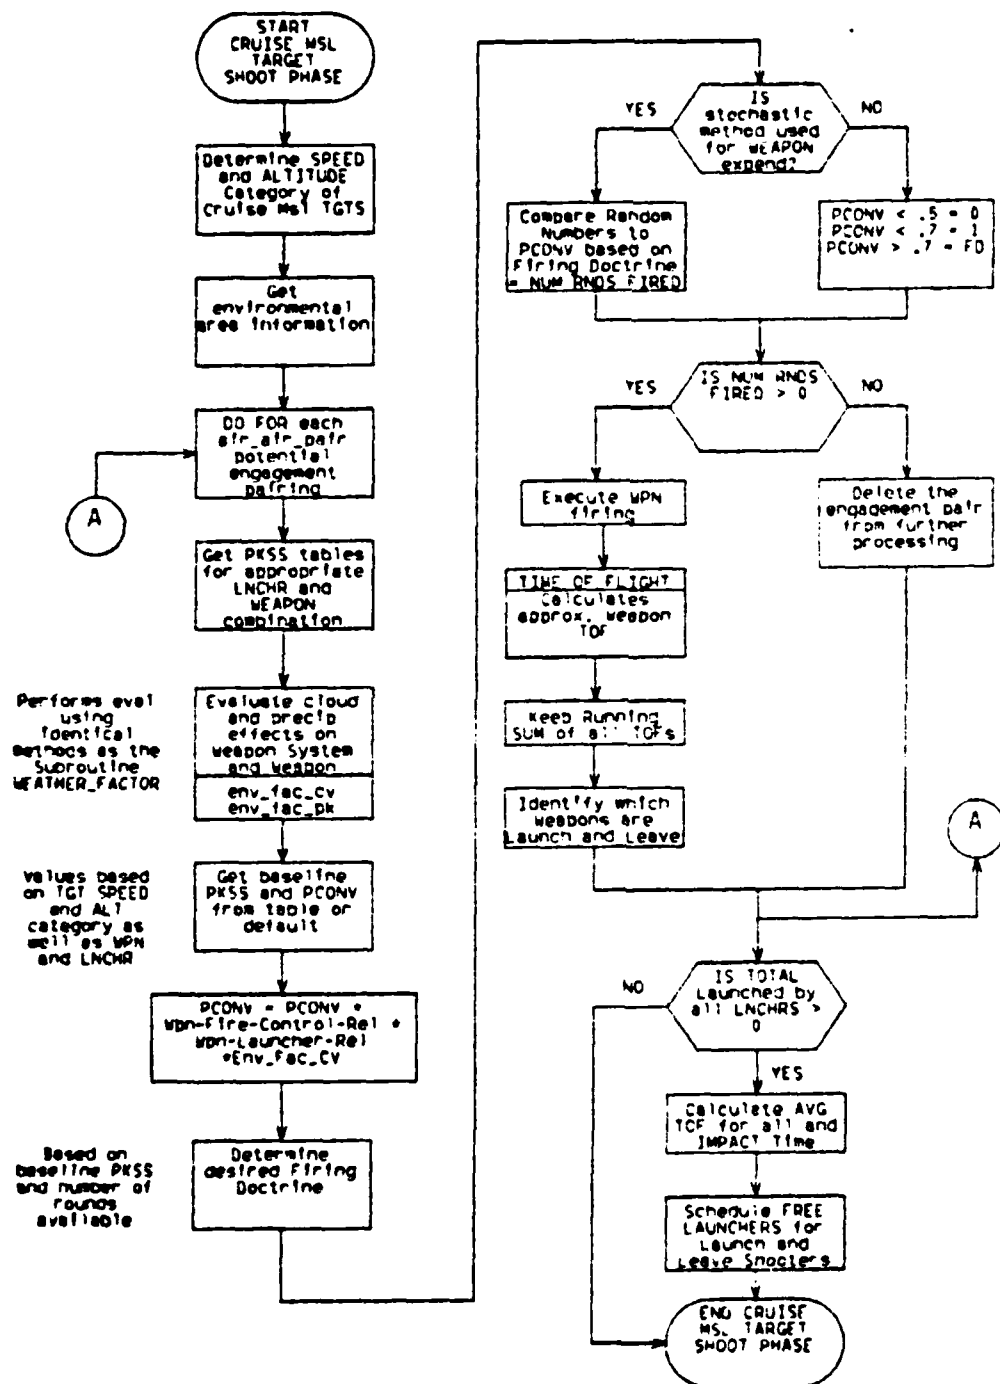 START
CRUISE MSL
TARGET
SHOOT PHASE
Determine SPEED
and ALTITUDE
Category of
Cruise Msl TGTS
Get
environmental
area information
DO FOR each
air_air_pair
potential
engagement
pairing
A
Get PKSS tables
for appropriate
LNCHR and
WEAPON
combination
Performs eval
using
identical
methods as the
Subroutine
WEATHER_FACTOR
Evaluate cloud
and precip
effects on
Weapon System
and Weapon
env_fac_cv
env_fac_pk
Values based
on TGT SPEED
and ALT
category as
well as WPN
and LNCHR
Get baseline
PKSS and PCONV
from table or
default
PCONV = PCONV *
Wpn-Fire-Control-Rel *
Wpn-Launcher-Rel
*Env_Fac_CV
Based on
baseline PKSS
and number of
rounds
available
Determine
desired Firing
Doctrine
IS
stochastic
method used
for WEAPON
expend?
YES
NO
Compare Random
Numbers to
PCONV based on
Firing Doctrine
= NUM RNDS FIRED
PCONV < .5 = 0
PCONV < .7 = 1
PCONV > .7 = FD
IS NUM RNDS
FIRED > 0
YES
NO
Execute WPN
firing
Delete the
engagement pair
from further
processing
TIME OF FLIGHT
Calculates
approx. Weapon
TOF
Keep Running
SUM of all TOFs
Identify which
Weapons are
Launch and Leave
A
IS TOTAL
Launched by
all LNCHRS >
0
NO
YES
Calculate AVG
TOF for all and
IMPACT Time
Schedule FREE
LAUNCHERS for
Launch and
Leave Shooters
END CRUISE
MSL TARGET
SHOOT PHASE